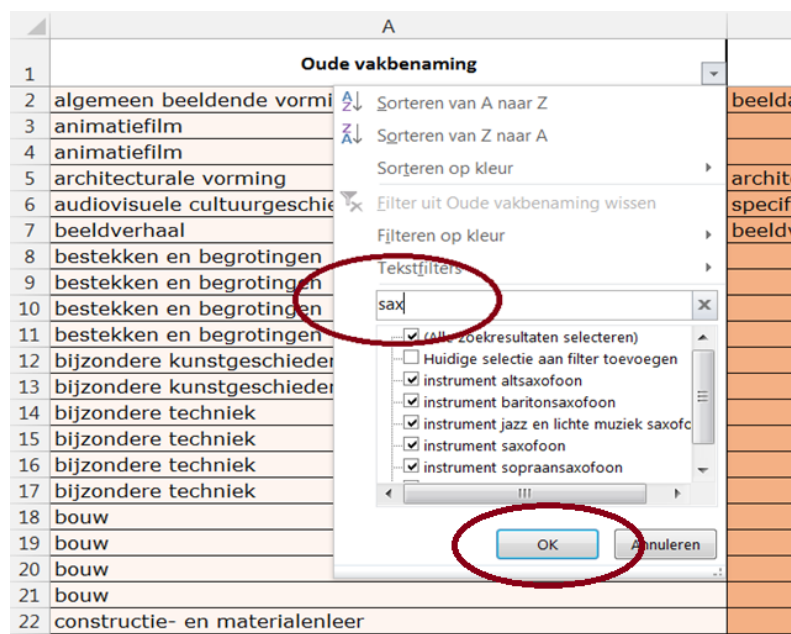 A
1 Oude vakbenaming
2 algemeen beeldende vormi
3 animatiefilm
4 animatiefilm
5 architecturale vorming
6 audiovisuele cultuurgeschie
7 beeldverhaal
8 bestekken en begrotingen
9 bestekken en begrotingen
10 bestekken en begrotingen
11 bestekken en begrotingen
12 bijzondere kunstgeschieden
13 bijzondere kunstgeschieden
14 bijzondere techniek
15 bijzondere techniek
16 bijzondere techniek
17 bijzondere techniek
18 bouw
19 bouw
20 bouw
21 bouw
22 constructie- en materialenleer
Sorteren van A naar Z
Sorteren van Z naar A
Sorteren op kleur
Filter uit Oude vakbenaming wissen
Filteren op kleur
Tekstfilters
sax
(Alle zoekresultaten selecteren)
Huidige selectie aan filter toevoegen
instrument altsaxofoon
instrument baritonsaxofoon
instrument jazz en lichte muziek saxofo
instrument saxofoon
instrument sopraansaxofoon
OK Annuleren
beelda
archite
specif
beeldv